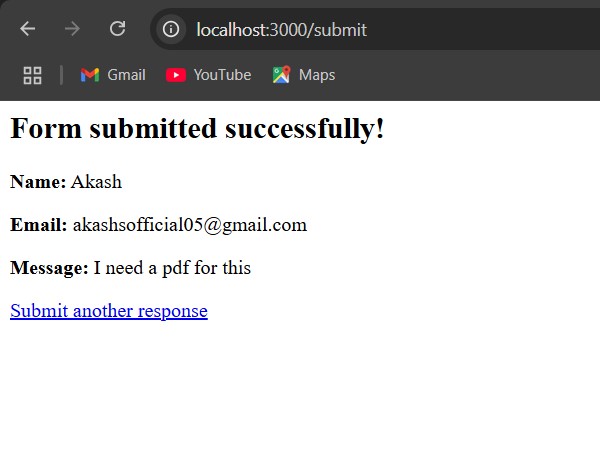 localhost:3000/submit
Gmail YouTube Maps
Form submitted successfully!
Name: Akash
Email: akashsofficial05@gmail.com
Message: I need a pdf for this
Submit another response